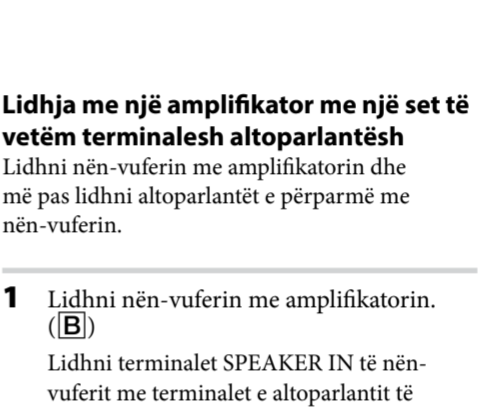 Lidhja me një amplifikator me një set të
vetëm terminalesh altoparlantësh
Lidhni nën-vuferin me amplifikatorin dhe
më pas lidhni altoparlantët e përparmë me
nën-vuferin.
1 Lidhni nën-vuferin me amplifikatorin.
(B)
Lidhni terminalet SPEAKER IN të nën-
vuferit me terminalet e altoparlantit të